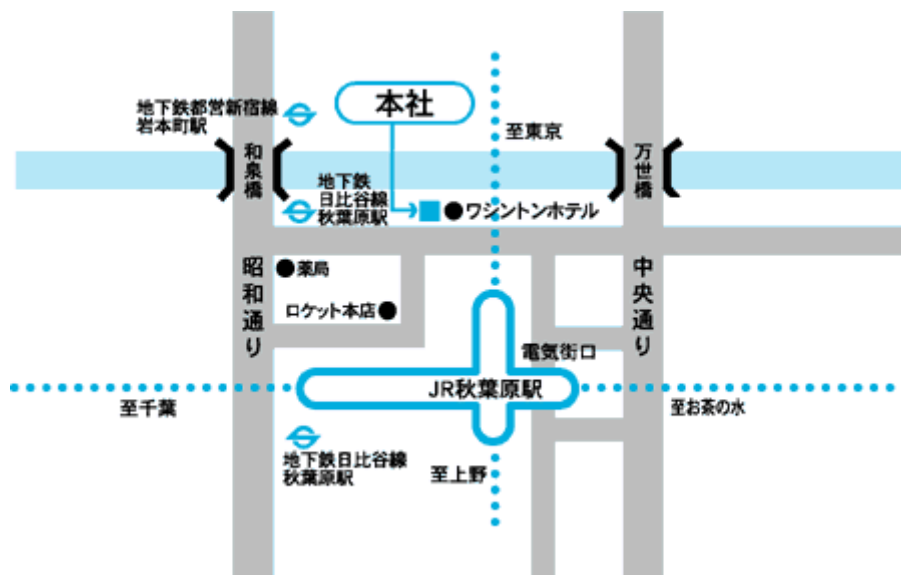 本社
地下鉄都営新宿線
岩本町駅
至東京
和泉橋
万世橋
地下鉄
日比谷線
秋葉原駅
ワシントンホテル
昭和通り
薬局
中央通り
ロケット本店
電気街口
JR秋葉原駅
至千葉
至お茶の水
地下鉄日比谷線
秋葉原駅
至上野